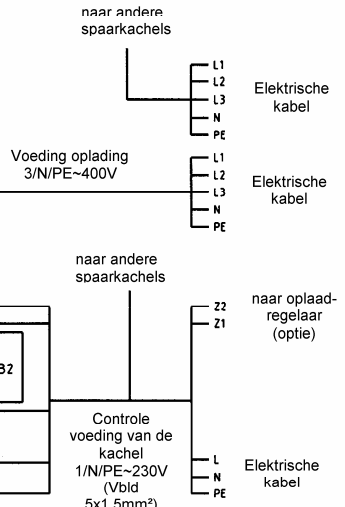 naar andere
spaarkachels
L1
L2
L3
N
PE
Elektrische
kabel
Voeding oplading
3/N/PE~400V
L1
L2
L3
N
PE
Elektrische
kabel
naar andere
spaarkachels
Z2
Z1
naar oplaad-
regelaar
(optie)
B2
Controle
voeding van de
kachel
1/N/PE~230V
(Vbld
5x1,5mm²)
L
N
PE
Elektrische
kabel